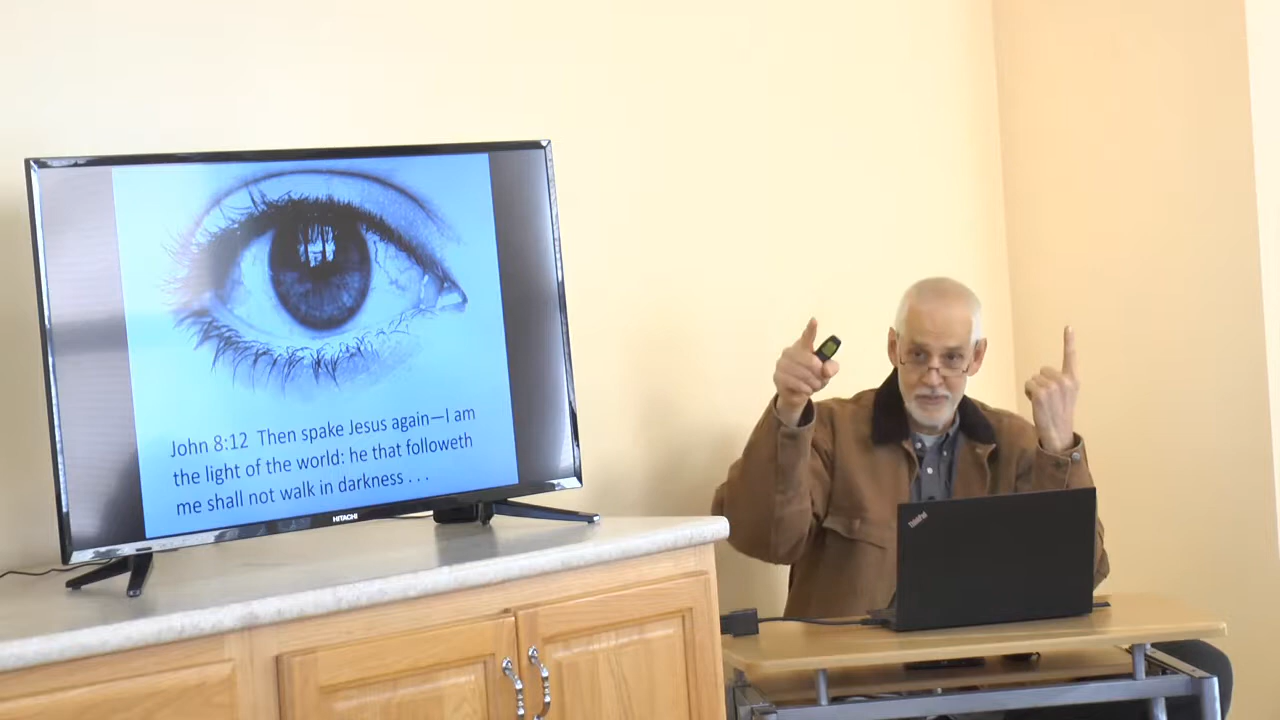 John 8:12  Then spake Jesus again—I am
the light of the world: he that followeth
me shall not walk in darkness . . .
HITACHI
ThinkPad